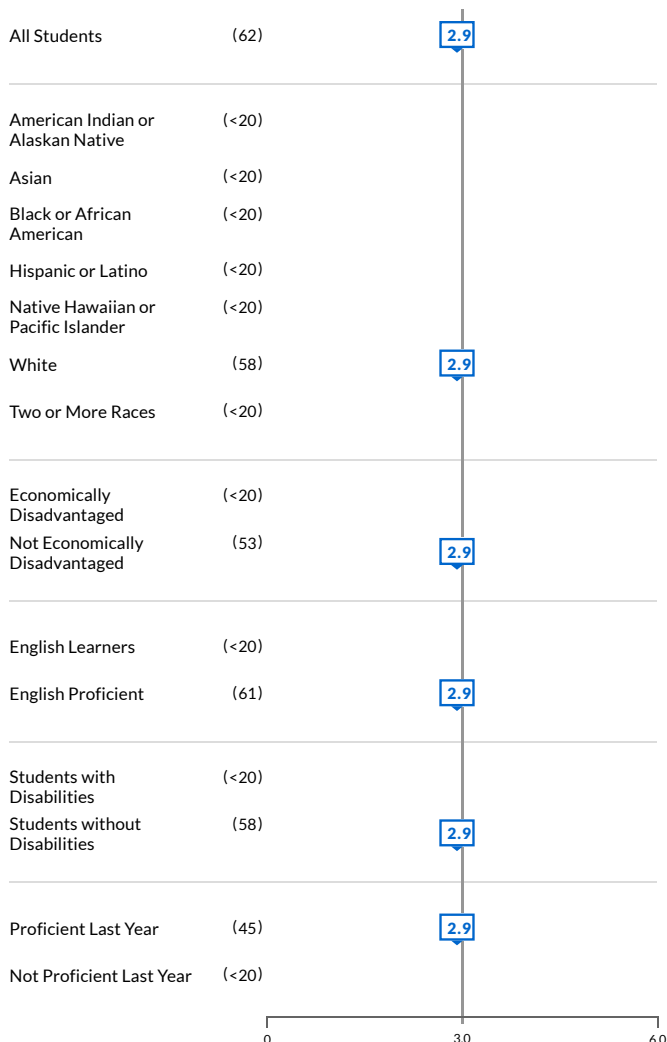 All Students (62) 2.9
American Indian or
Alaskan Native (<20)
Asian (<20)
Black or African
American (<20)
Hispanic or Latino (<20)
Native Hawaiian or
Pacific Islander (<20)
White (58) 2.9
Two or More Races (<20)
Economically
Disadvantaged (<20)
Not Economically
Disadvantaged (53) 2.9
English Learners (<20)
English Proficient (61) 2.9
Students with
Disabilities (<20)
Students without
Disabilities (58) 2.9
Proficient Last Year (45) 2.9
Not Proficient Last Year (<20)
0 3.0 6.0